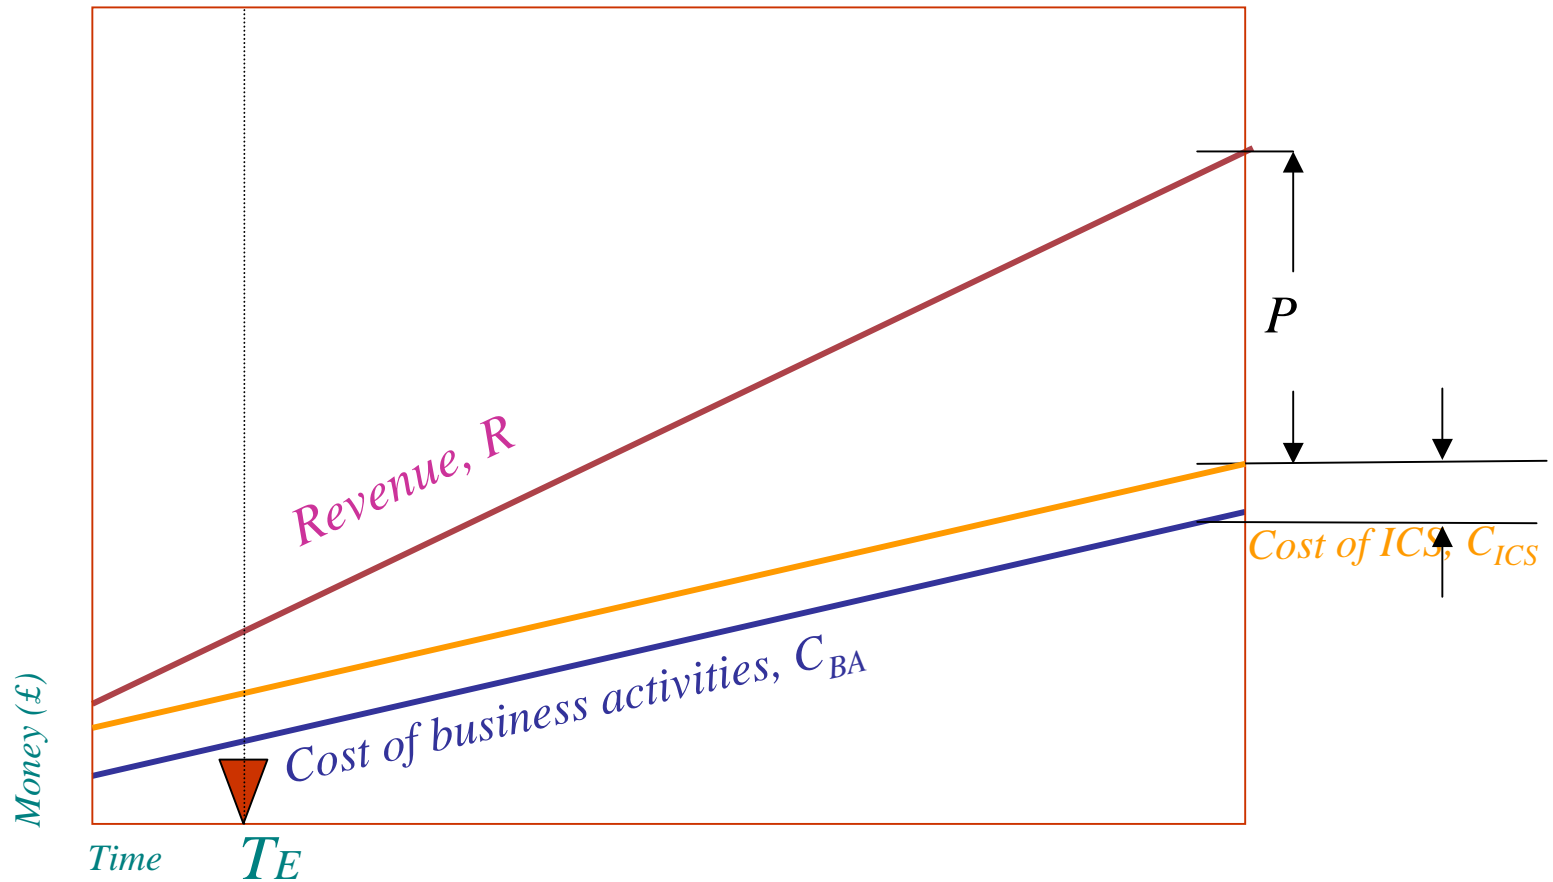 P
Revenue, R
Cost of ICS, C_ICS
Cost of business activities, C_BA
Money (£)
Time
T_E